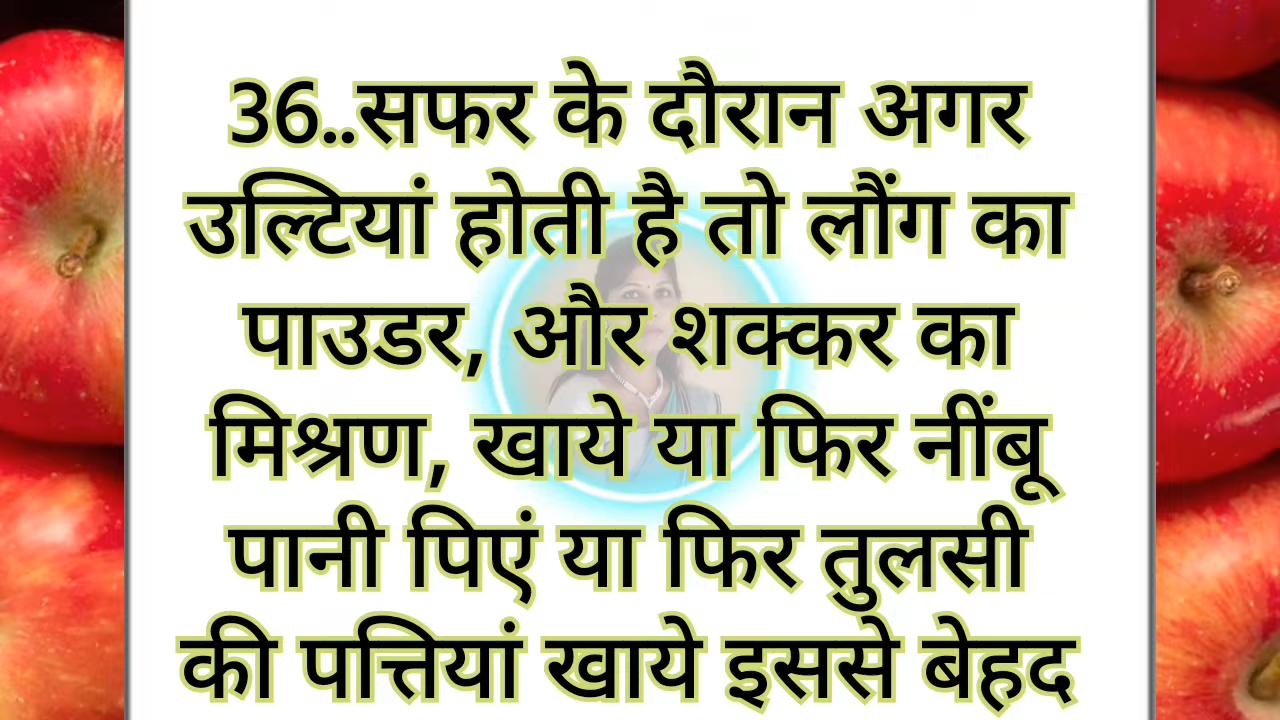 36..सफर के दौरान अगर
उल्टियां होती है तो लौंग का
पाउडर, और शक्कर का
मिश्रण, खाये या फिर नींबू
पानी पिएं या फिर तुलसी
की पत्तियां खाये इससे बेहद